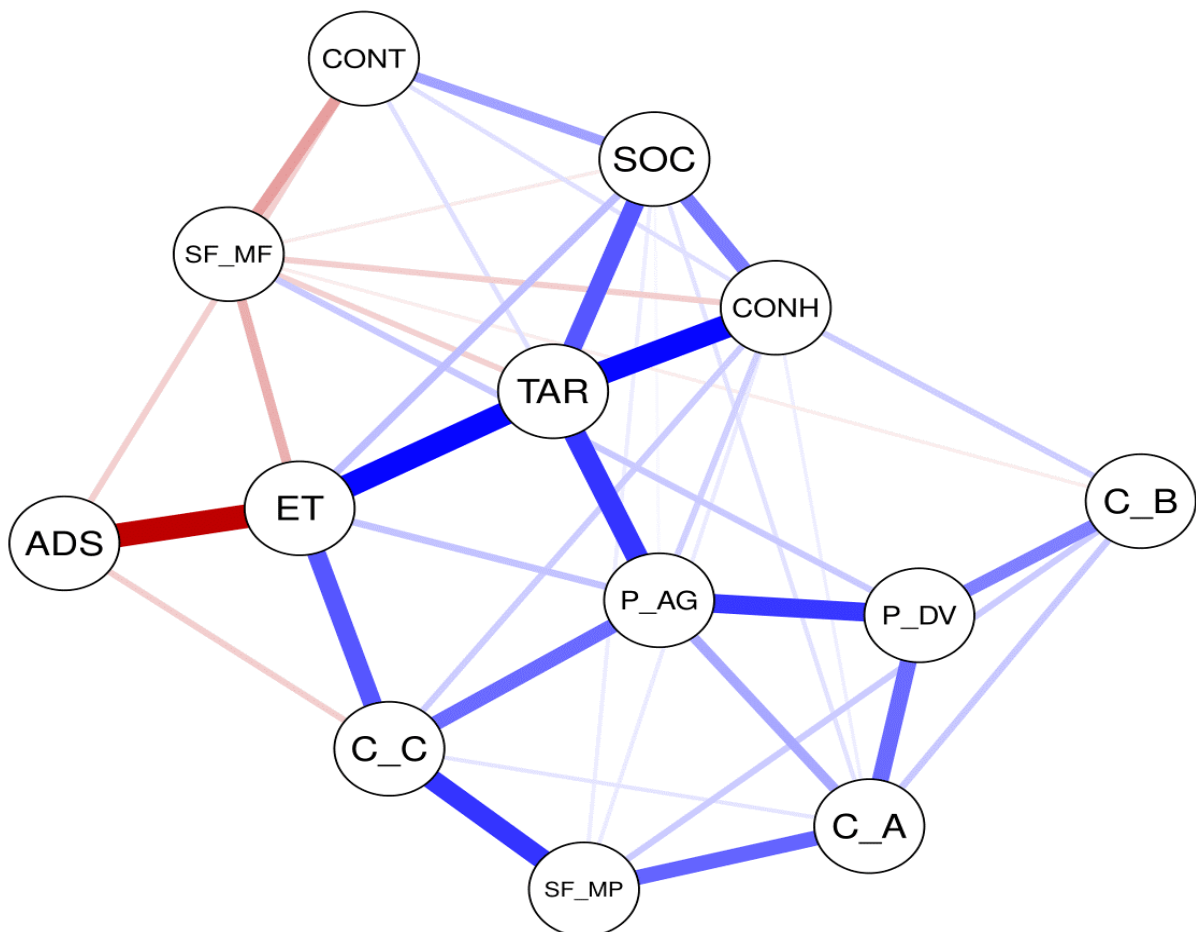 CONT
SOC
SF_MF
CONH
TAR
C_B
ET
ADS
P_AG
P_DV
C_C
C_A
SF_MP